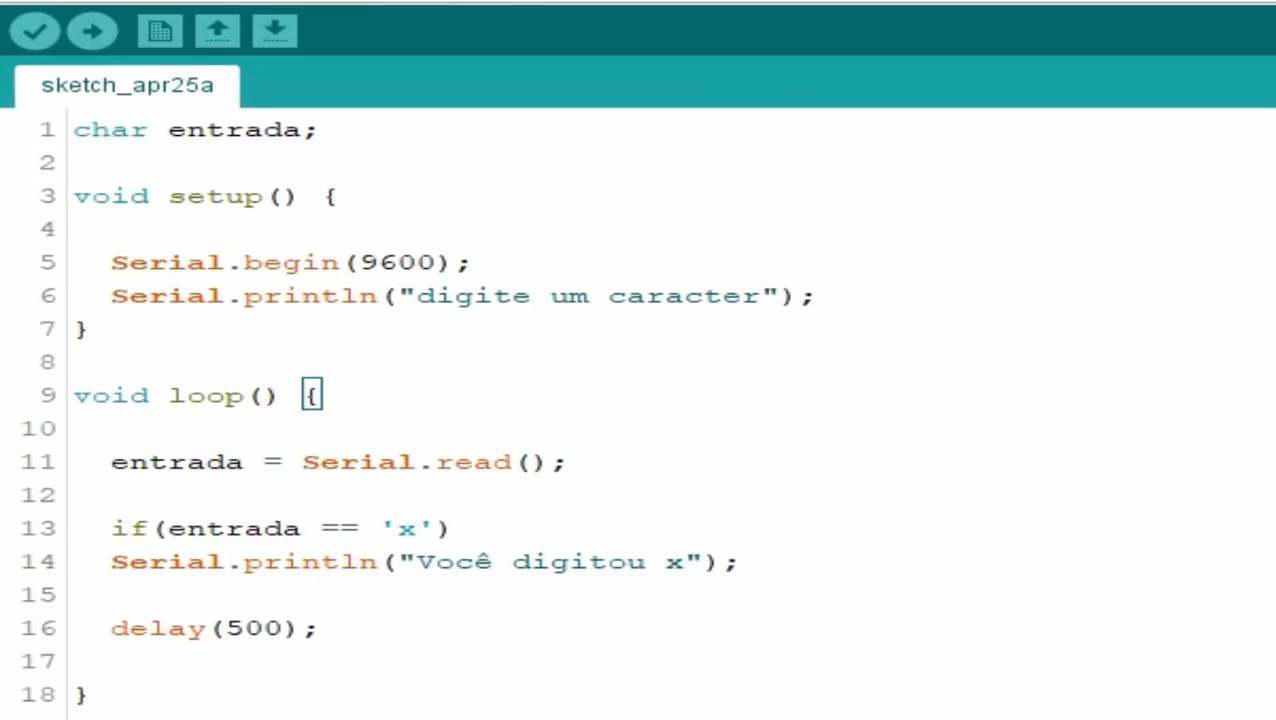 sketch_apr25a
1 char entrada;
2
3 void setup() {
4
5 Serial.begin(9600);
6 Serial.println("digite um caracter");
7 }
8
9 void loop() {
10
11 entrada = Serial.read();
12
13 if(entrada == 'x')
14 Serial.println("Você digitou x");
15
16 delay(500);
17
18 }